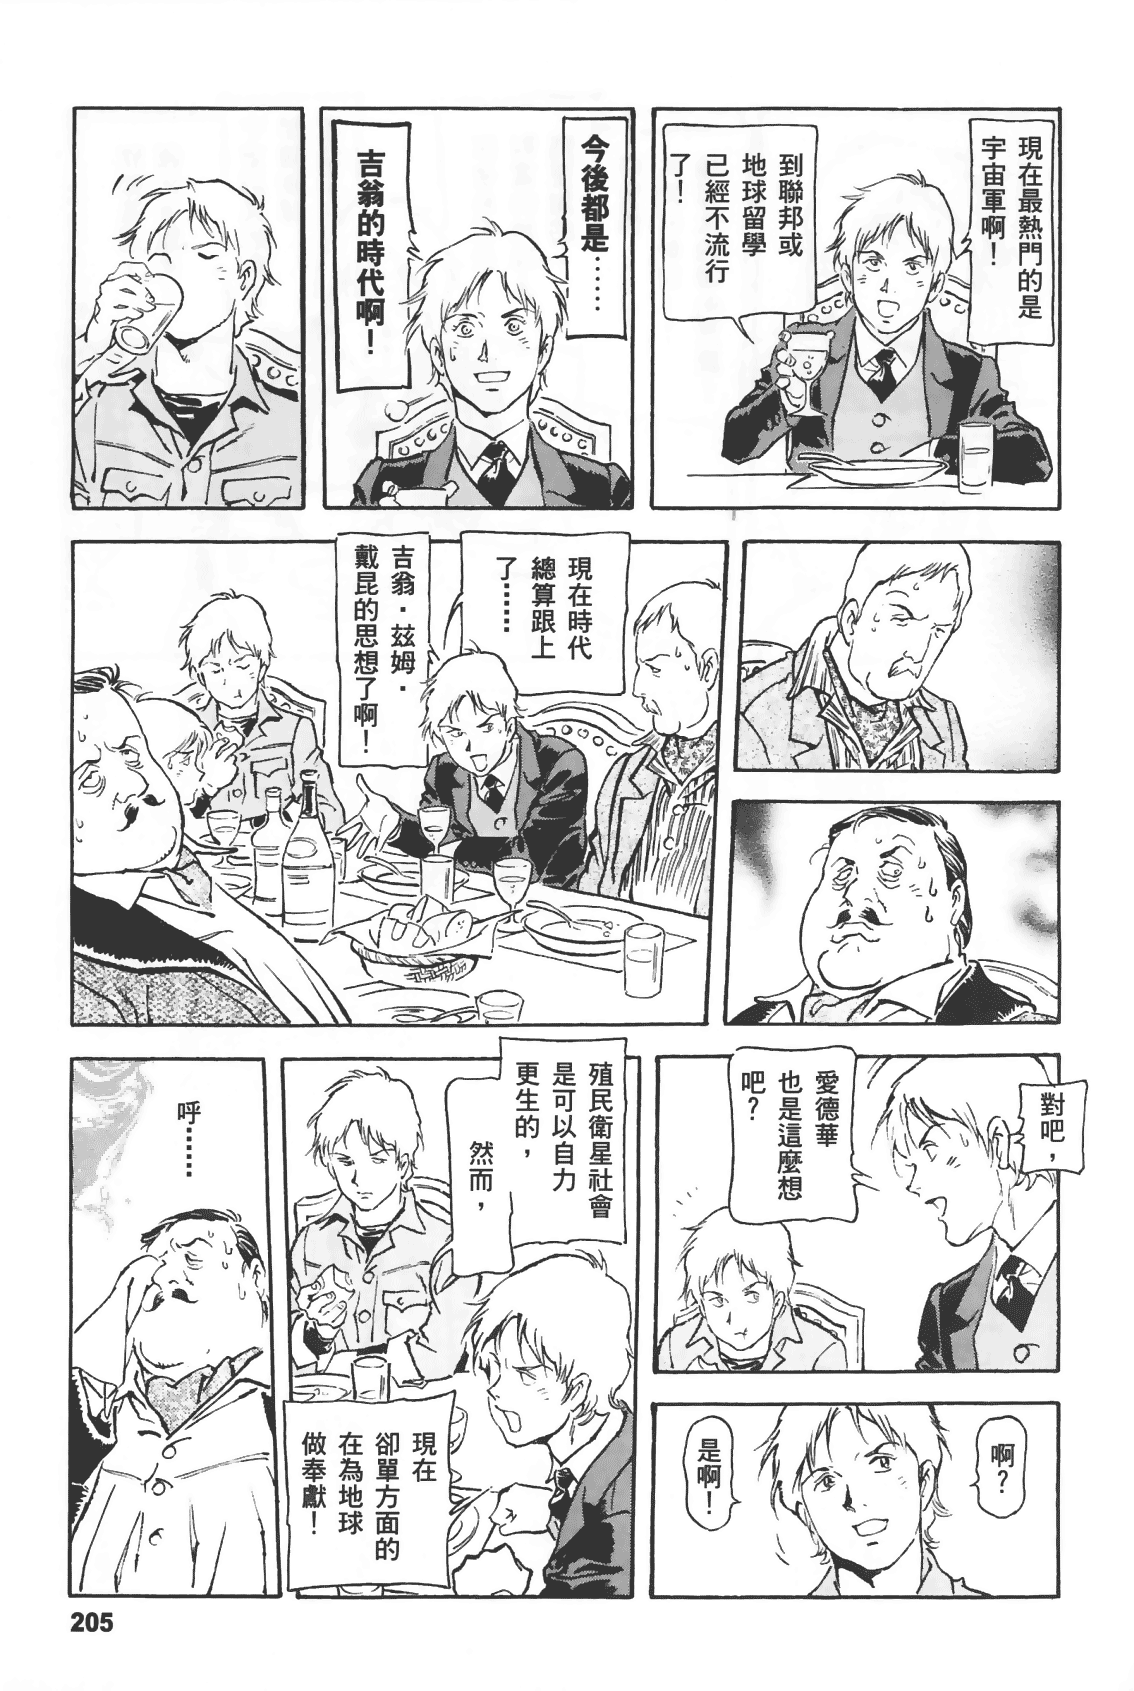 現在最熱門的是
宇宙軍啊！
到聯邦或
地球留學
已經不流行
了！
今後都是……
吉翁的時代啊！
現在時代
總算跟上
了……
吉翁．茲姆．
戴昆的思想了啊！
對吧，
愛德華
也是這麼想
吧？
啊？
是啊！
殖民衛星社會
是可以自力
更生的，
然而，
現在
卻單方面的
在為地球
做奉獻！
呼……
205